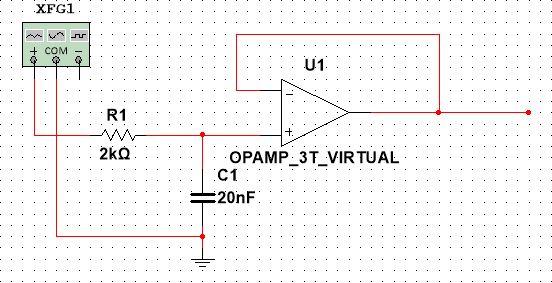 XFG1
+ COM −
U1
R1
2kΩ
−
+
OPAMP_3T_VIRTUAL
C1
20nF